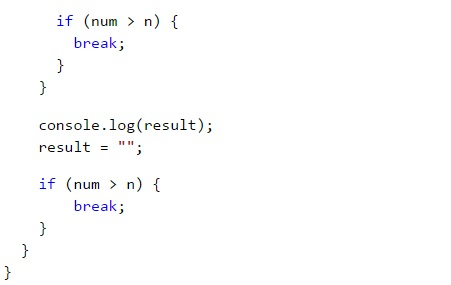 if (num > n) {
break;
}
}
console.log(result);
result = "";
if (num > n) {
break;
}
}
}